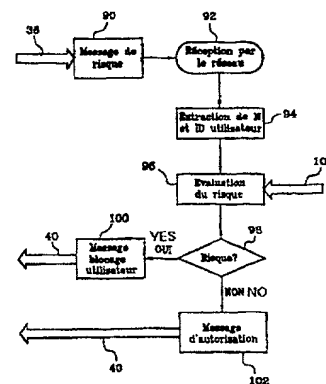 90
92
36
Message de
risque
Réception par
le réseau
Extraction de N
et ID utilisateur
94
96
Evaluation
du risque
10
100
98
40
Message
blocage
utilisateur
YES
OUI
Risque?
NON NO
Message
d'autorisation
40
102